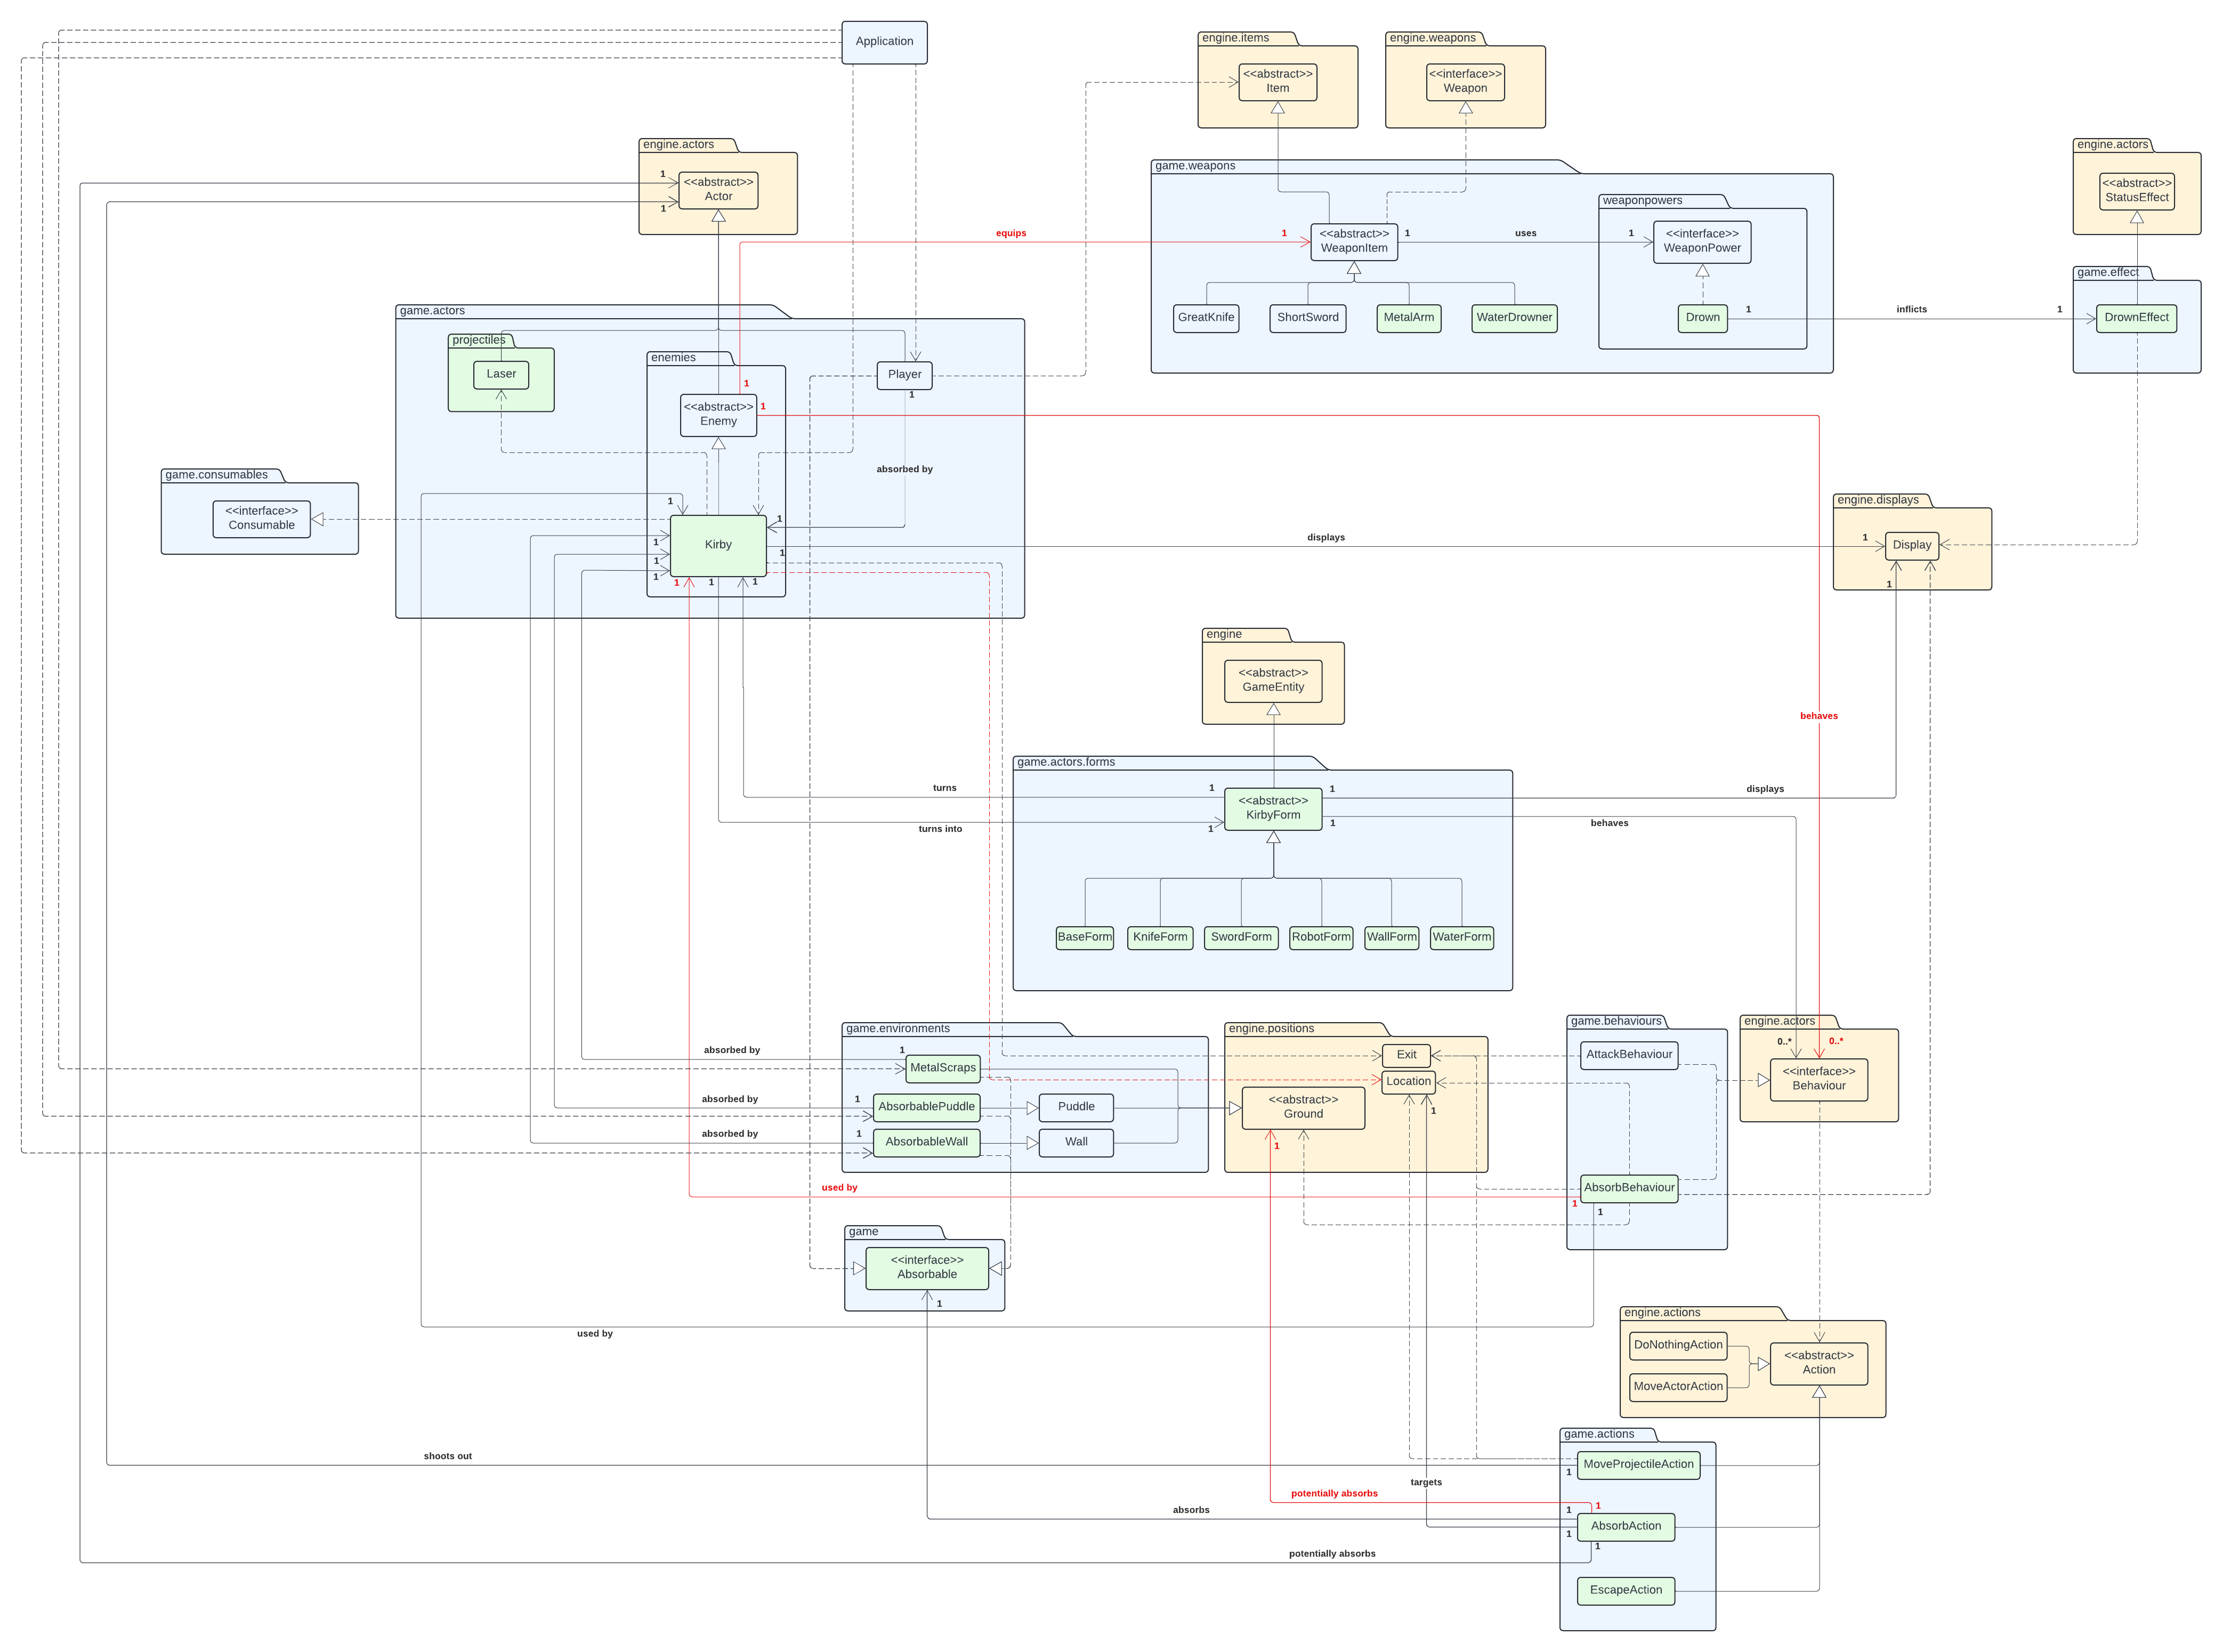 Application
engine.items
<<abstract>>
Item
engine.weapons
<<interface>>
Weapon
engine.actors
<<abstract>>
Actor
1
1
engine.actors
<<abstract>>
StatusEffect
game.weapons
<<abstract>>
WeaponItem
equips
1
1
uses
1
weaponpowers
<<interface>>
WeaponPower
GreatKnife
ShortSword
MetalArm
WaterDrowner
Drown
1
inflicts
1
game.effect
DrownEffect
game.actors
projectiles
Laser
enemies
<<abstract>>
Enemy
1
1
Player
1
absorbed by
game.consumables
<<interface>>
Consumable
Kirby
1
1
1
1
1
1
1
1
1
displays
1
engine.displays
Display
1
engine
<<abstract>>
GameEntity
behaves
game.actors.forms
turns
1
<<abstract>>
KirbyForm
1
displays
turns into
1
1
behaves
BaseForm
KnifeForm
SwordForm
RobotForm
WallForm
WaterForm
game.environments
absorbed by
1
MetalScraps
absorbed by
1
AbsorbablePuddle
Puddle
absorbed by
1
AbsorbableWall
Wall
engine.positions
Exit
Location
<<abstract>>
Ground
1
1
game.behaviours
AttackBehaviour
AbsorbBehaviour
used by
1
1
engine.actors
0..*
0..*
<<interface>>
Behaviour
game
<<interface>>
Absorbable
1
used by
engine.actions
DoNothingAction
MoveActorAction
<<abstract>>
Action
game.actions
shoots out
MoveProjectileAction
1
targets
potentially absorbs
1
absorbs
1
AbsorbAction
1
1
potentially absorbs
EscapeAction